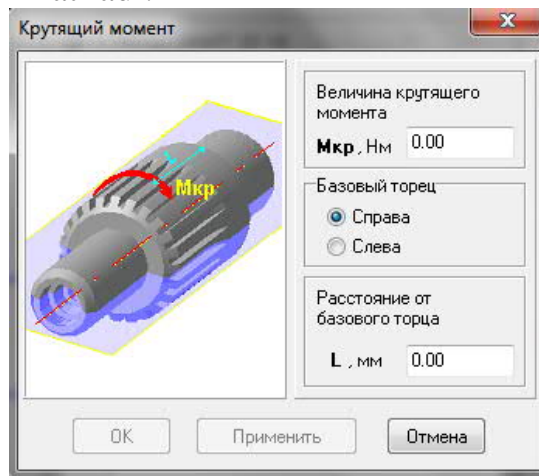 Крутящий момент
L
Мкр
Величина крутящего
момента
Мкр , Нм 0.00
Базовый торец
Справа
Слева
Расстояние от
базового торца
L , мм 0.00
OK
Применить
Отмена